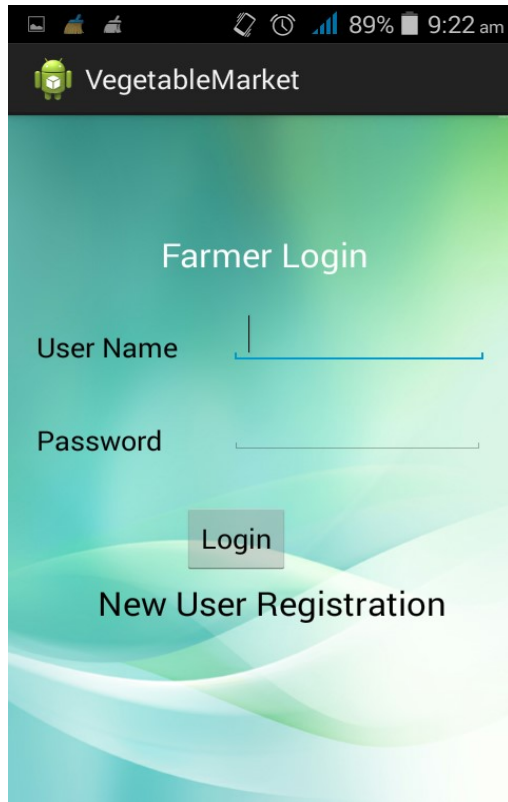 89% 9:22 am
VegetableMarket
Farmer Login
User Name
Password
Login
New User Registration